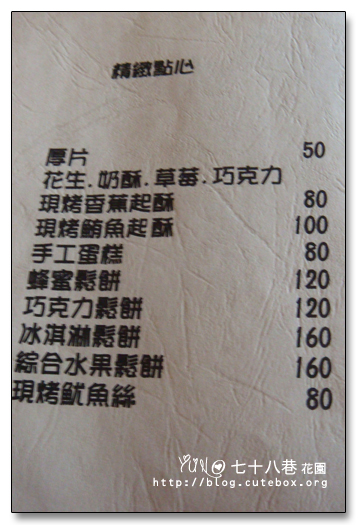 精緻點心
厚片 50
花生.奶酥.草莓.巧克力
現烤香蕉起酥 80
現烤鮪魚起酥 100
手工蛋糕 80
蜂蜜鬆餅 120
巧克力鬆餅 120
冰淇淋鬆餅 160
綜合水果鬆餅 160
現烤魷魚絲 80
YUN@七十八巷花園
http://blog.cutebox.org